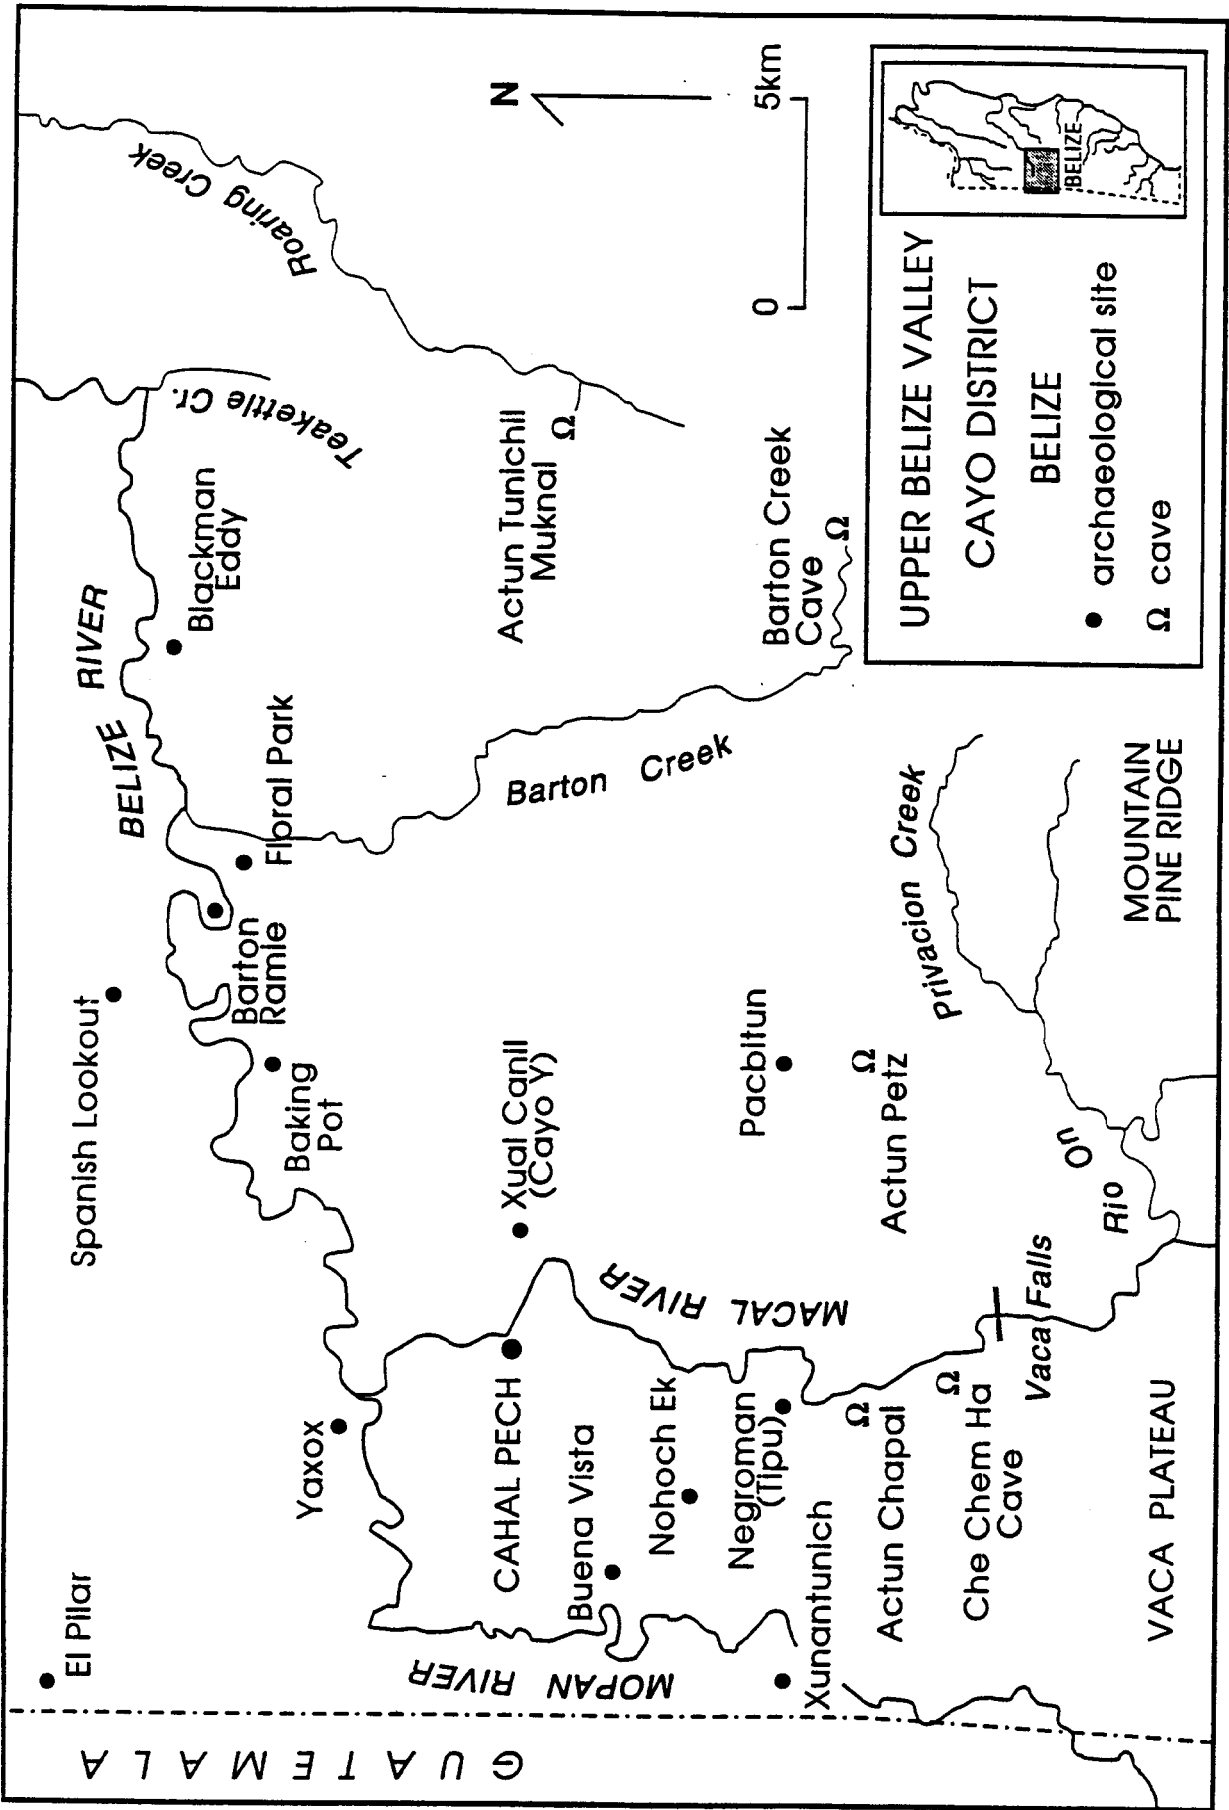 GUATEMALA
El Pilar
Spanish Lookout
BELIZE RIVER
Blackman
Eddy
Teakettle Cr.
Roaring Creek
Yaxox
Baking
Pot
Barton
Ramie
Floral Park
MOPAN RIVER
CAHAL PECH
Xual Canil
(Cayo Y)
Barton Creek
Actun Tunichil
Muknal
N
Buena Vista
Nohoch Ek
MACAL RIVER
Negroman
(Tipu)
Pacbitun
Barton Creek
Cave
0 5km
Xunantunich
Actun Chapal
Actun Petz
Privacion Creek
Che Chem Ha
Cave
Vaca Falls
Rio On
VACA PLATEAU
MOUNTAIN
PINE RIDGE
UPPER BELIZE VALLEY
CAYO DISTRICT
BELIZE
● archaeological site
Ω cave
BELIZE